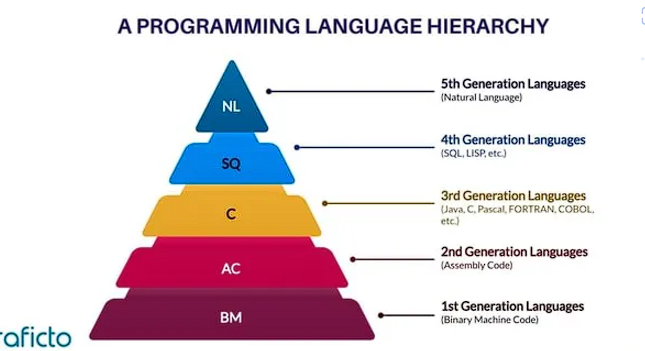 A PROGRAMMING LANGUAGE HIERARCHY
NL
5th Generation Languages
(Natural Language)
SQ
4th Generation Languages
(SQL, LISP, etc.)
C
3rd Generation Languages
(Java, C, Pascal, FORTRAN, COBOL,
etc.)
AC
2nd Generation Languages
(Assembly Code)
BM
1st Generation Languages
(Binary Machine Code)
raficto